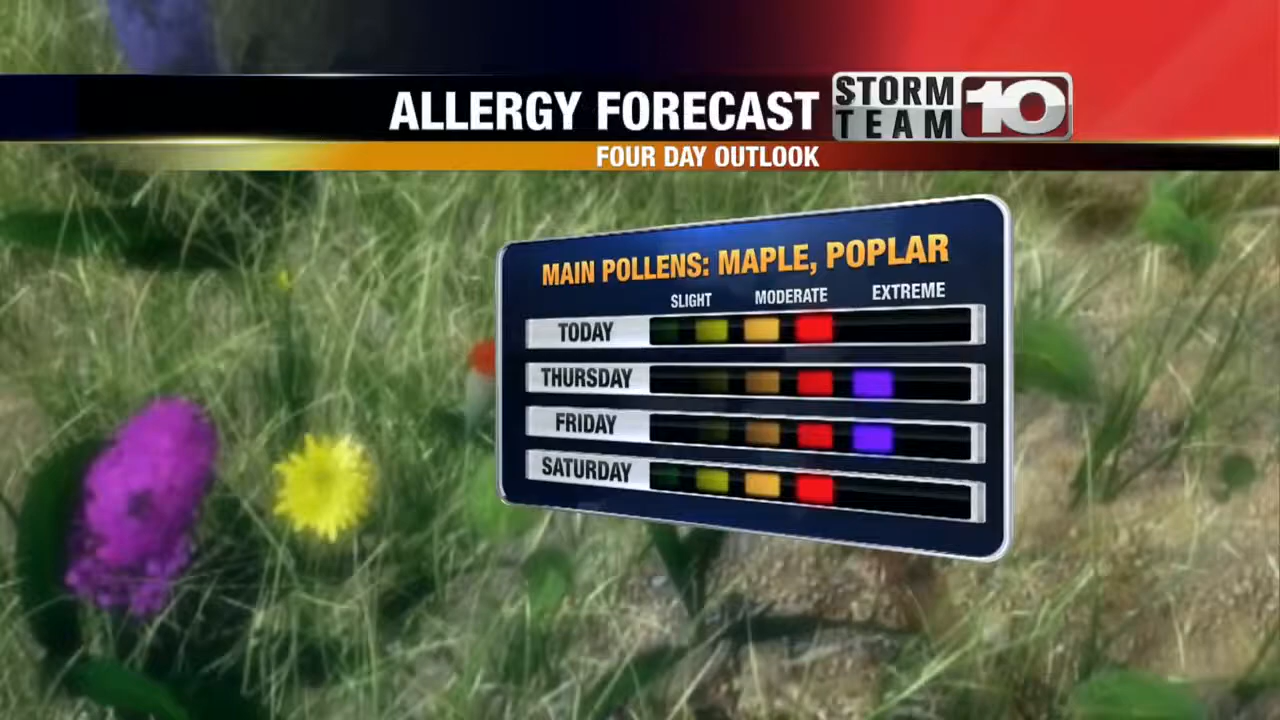 ALLERGY FORECAST
STORM TEAM 10
FOUR DAY OUTLOOK
MAIN POLLENS: MAPLE, POPLAR
SLIGHT MODERATE EXTREME
TODAY
THURSDAY
FRIDAY
SATURDAY